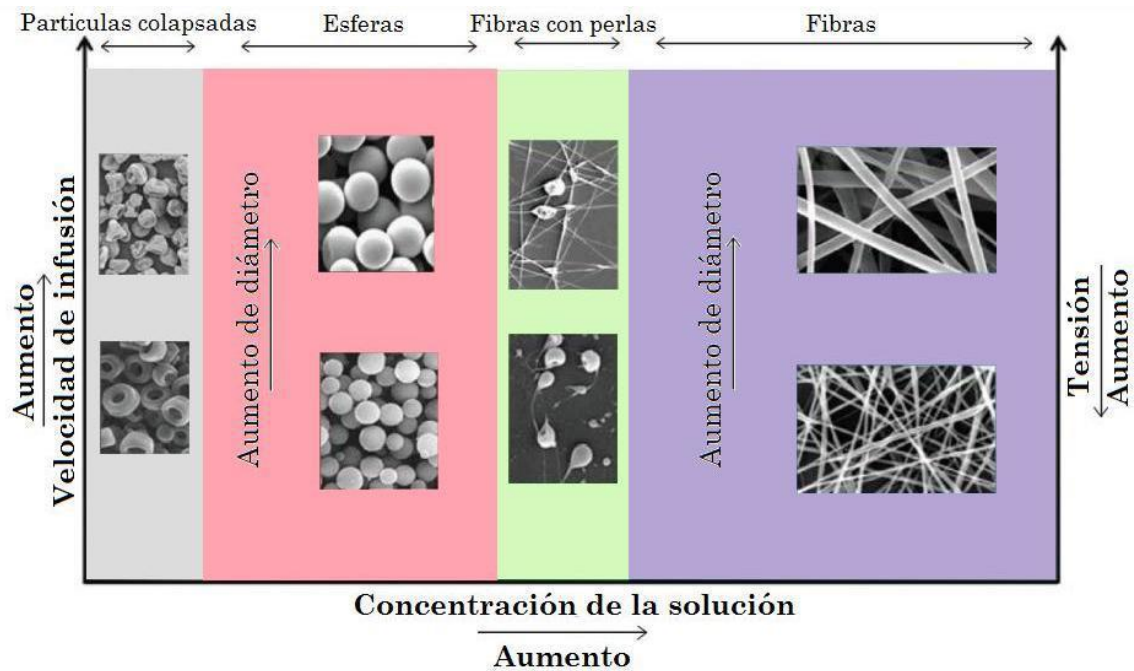 Particulas colapsadas
Esferas
Fibras con perlas
Fibras
Aumento
Velocidad de infusión
Aumento de diámetro
Aumento de diámetro
Tensión
Aumento
Concentración de la solución
Aumento